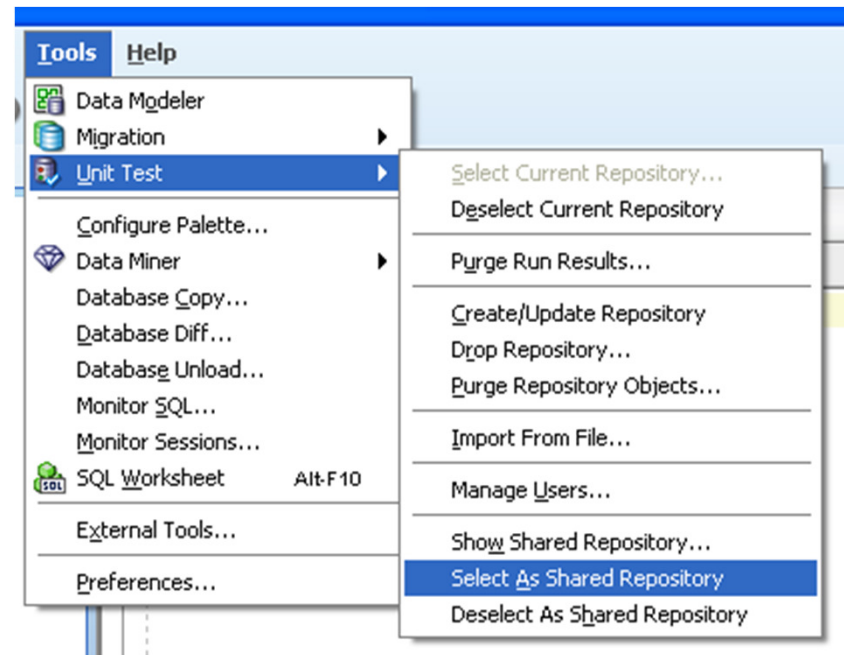 Tools Help
Data Modeler
Migration
Unit Test
Configure Palette...
Data Miner
Database Copy...
Database Diff...
Database Unload...
Monitor SQL...
Monitor Sessions...
SQL SQL Worksheet Alt-F10
External Tools...
Preferences...
Select Current Repository...
Deselect Current Repository
Purge Run Results...
Create/Update Repository
Drop Repository...
Purge Repository Objects...
Import From File...
Manage Users...
Show Shared Repository...
Select As Shared Repository
Deselect As Shared Repository